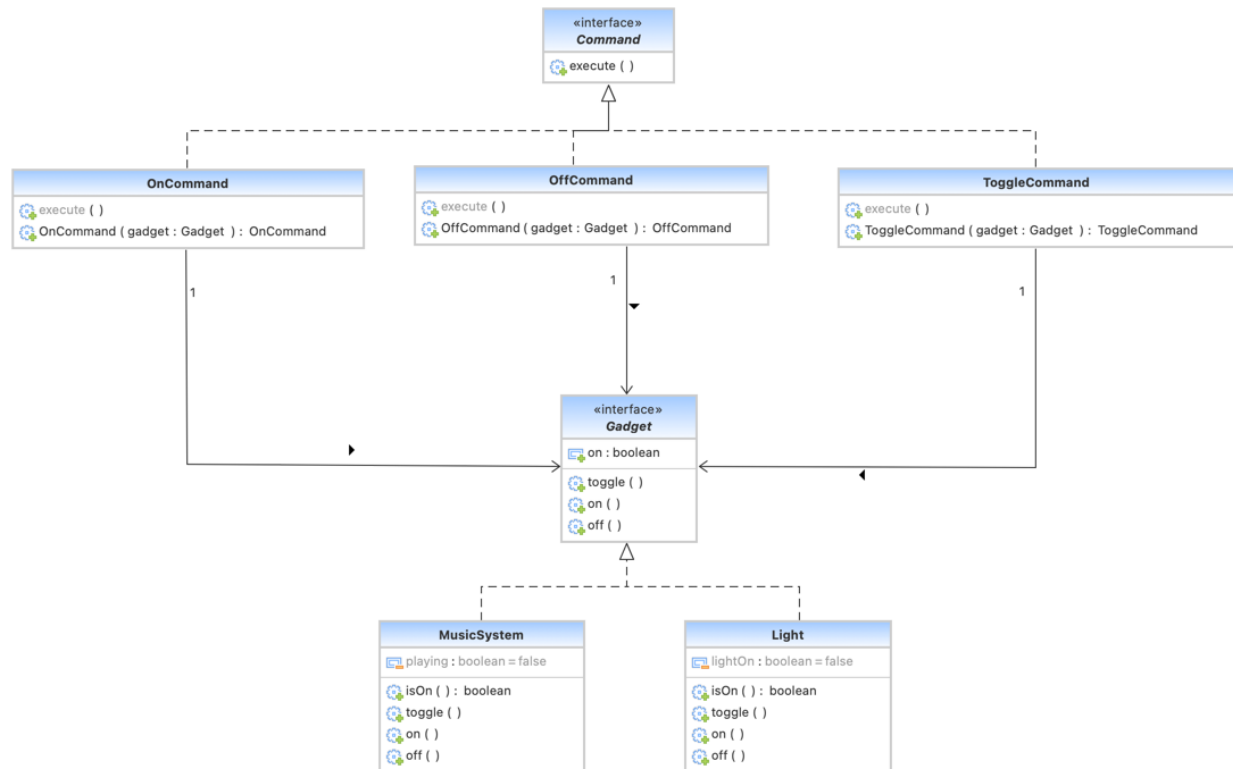 «interface»
Command
execute ( )
OnCommand
execute ( )
OnCommand ( gadget : Gadget ) : OnCommand
OffCommand
execute ( )
OffCommand ( gadget : Gadget ) : OffCommand
ToggleCommand
execute ( )
ToggleCommand ( gadget : Gadget ) : ToggleCommand
1
1
1
«interface»
Gadget
on : boolean
toggle ( )
on ( )
off ( )
MusicSystem
playing : boolean = false
isOn ( ) : boolean
toggle ( )
on ( )
off ( )
Light
lightOn : boolean = false
isOn ( ) : boolean
toggle ( )
on ( )
off ( )